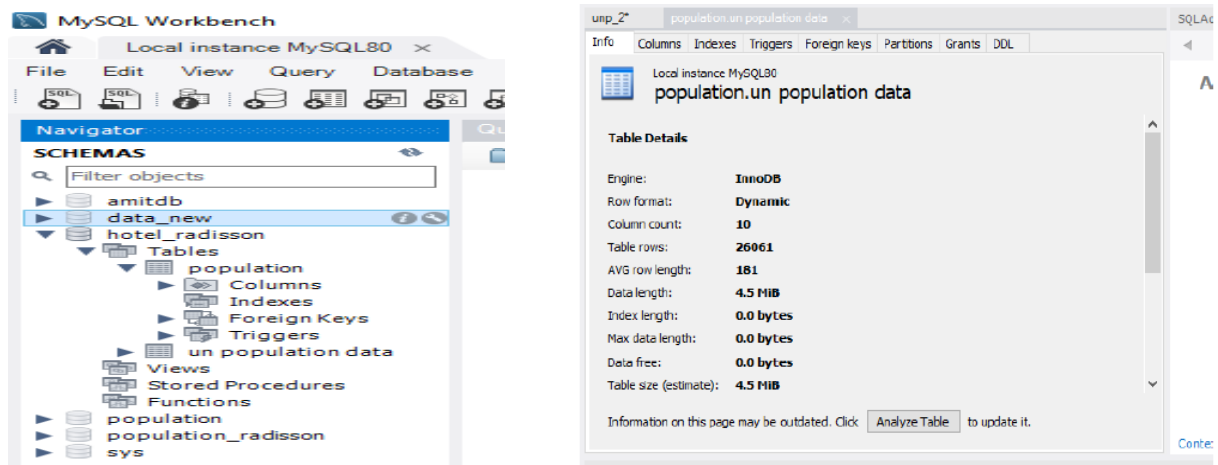 MySQL Workbench
Local instance MySQL80 ×
File Edit View Query Database
Navigator
SCHEMAS
Filter objects
amitdb
data_new
hotel_radisson
Tables
population
Columns
Indexes
Foreign Keys
Triggers
un population data
Views
Stored Procedures
Functions
population
population_radisson
sys
unp_2* population.un population data ×
Info Columns Indexes Triggers Foreign keys Partitions Grants DDL
Local instance MySQL80
population.un population data
Table Details
Engine: InnoDB
Row format: Dynamic
Column count: 10
Table rows: 26061
AVG row length: 181
Data length: 4.5 MiB
Index length: 0.0 bytes
Max data length: 0.0 bytes
Data free: 0.0 bytes
Table size (estimate): 4.5 MiB
Information on this page may be outdated. Click Analyze Table to update it.